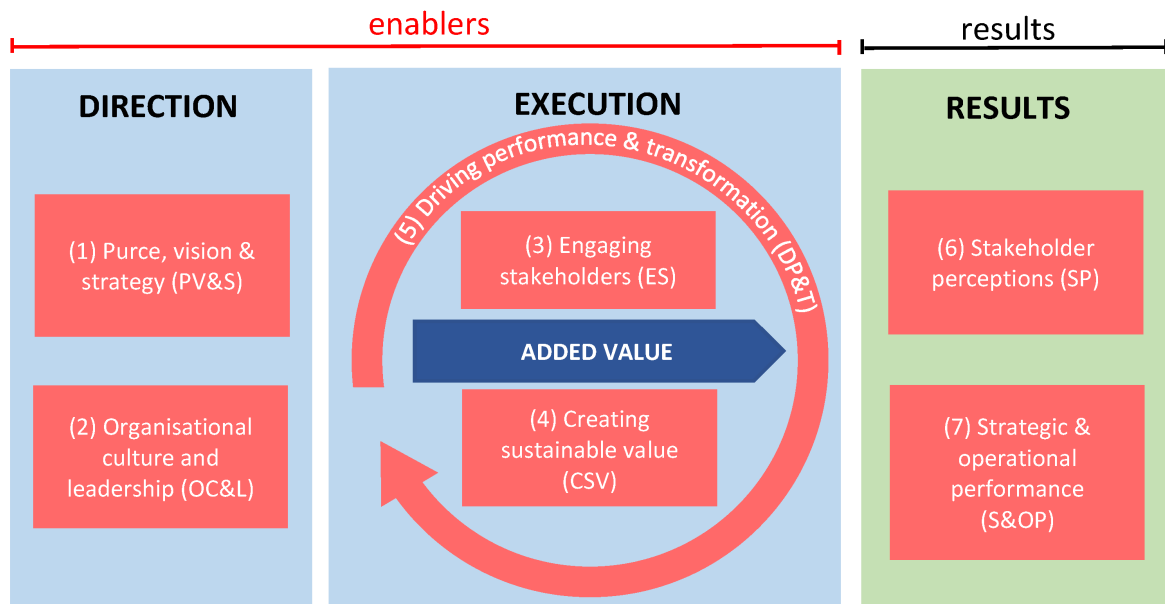 enablers
results
DIRECTION
EXECUTION
RESULTS
(1) Purce, vision &
strategy (PV&S)
(2) Organisational
culture and
leadership (OC&L)
(5) Driving performance & transformation (DP&T)
(3) Engaging
stakeholders (ES)
ADDED VALUE
(4) Creating
sustainable value
(CSV)
(6) Stakeholder
perceptions (SP)
(7) Strategic &
operational
performance
(S&OP)